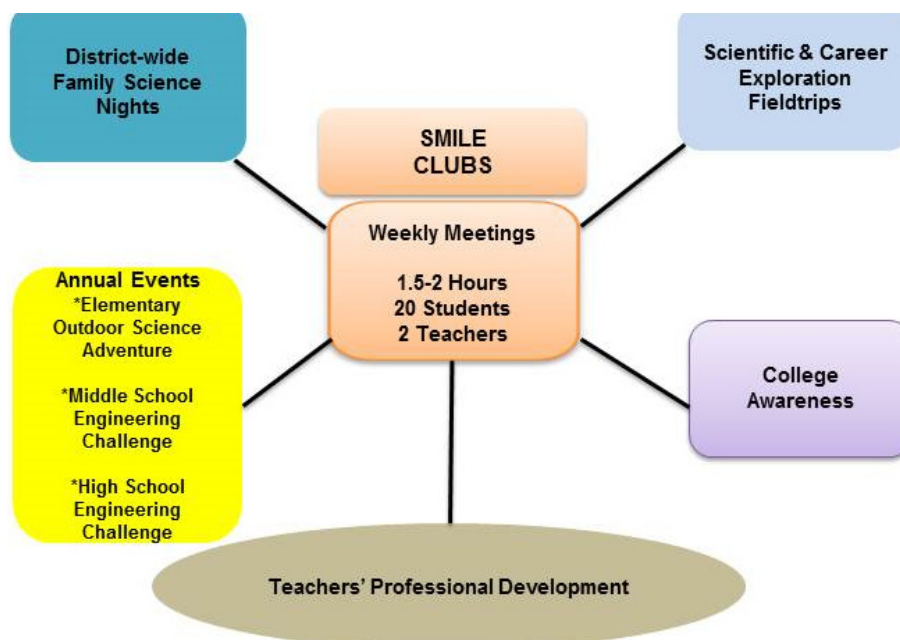 District-wide
Family Science
Nights
Scientific & Career
Exploration
Fieldtrips
SMILE
CLUBS
Weekly Meetings
1.5-2 Hours
20 Students
2 Teachers
Annual Events
*Elementary
Outdoor Science
Adventure
*Middle School
Engineering
Challenge
*High School
Engineering
Challenge
College
Awareness
Teachers’ Professional Development